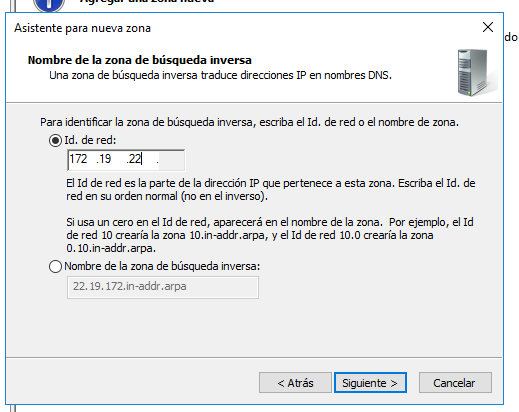 Agregar una zona nueva
do
Asistente para nueva zona
Nombre de la zona de búsqueda inversa
Una zona de búsqueda inversa traduce direcciones IP en nombres DNS.
Para identificar la zona de búsqueda inversa, escriba el Id. de red o el nombre de zona.
Id. de red:
172 .19 .22 .
El Id de red es la parte de la dirección IP que pertenece a esta zona. Escriba el Id. de
red en su orden normal (no en el inverso).
Si usa un cero en el Id de red, aparecerá en el nombre de la zona. Por ejemplo, el Id
de red 10 crearía la zona 10.in-addr.arpa, y el Id de red 10.0 crearía la zona
0.10.in-addr.arpa.
Nombre de la zona de búsqueda inversa:
22.19.172.in-addr.arpa
< Atrás
Siguiente >
Cancelar